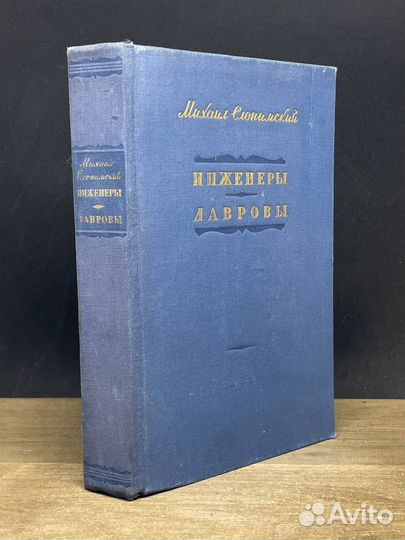 Михаил Слонимский
ИНЖЕНЕРЫ
ЛАВРОВЫ
Михаил
Слонимский
ИНЖЕНЕРЫ
ЛАВРОВЫ
Avito